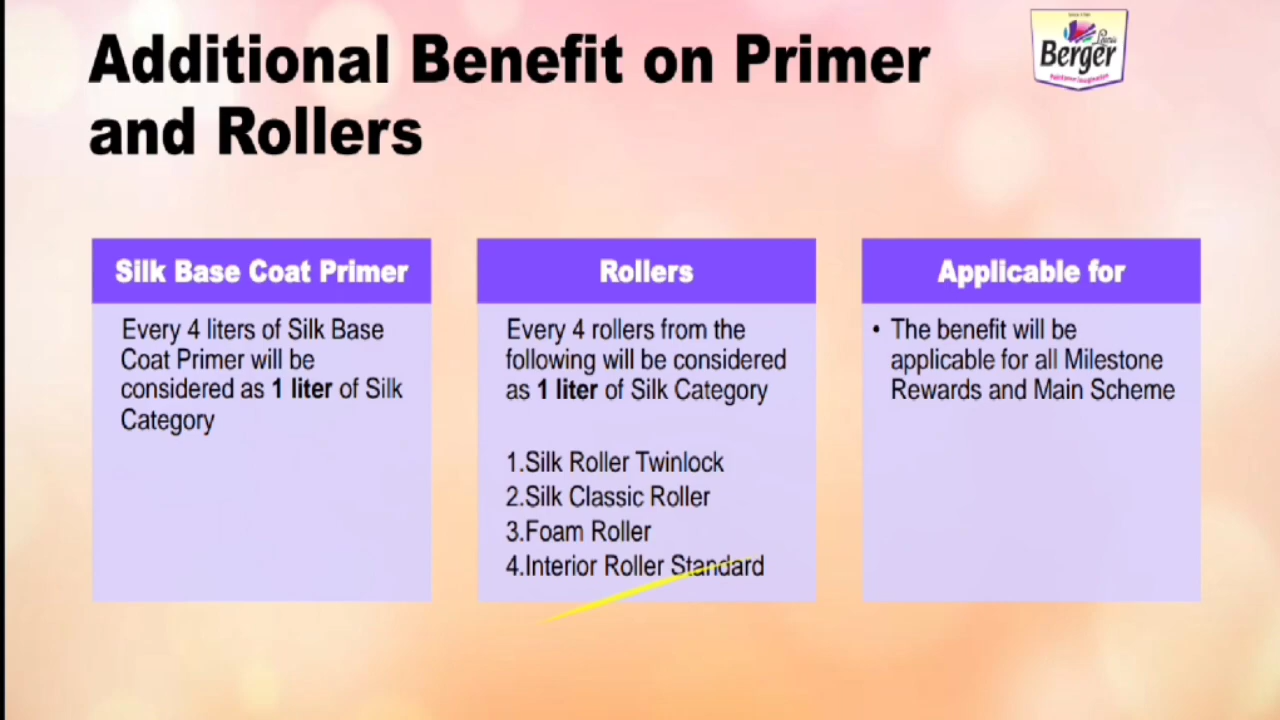 Additional Benefit on Primer
and Rollers
Lewis
Berger
Silk Base Coat Primer
Every 4 liters of Silk Base
Coat Primer will be
considered as 1 liter of Silk
Category
Rollers
Every 4 rollers from the
following will be considered
as 1 liter of Silk Category
1.Silk Roller Twinlock
2.Silk Classic Roller
3.Foam Roller
4.Interior Roller Standard
Applicable for
• The benefit will be
applicable for all Milestone
Rewards and Main Scheme